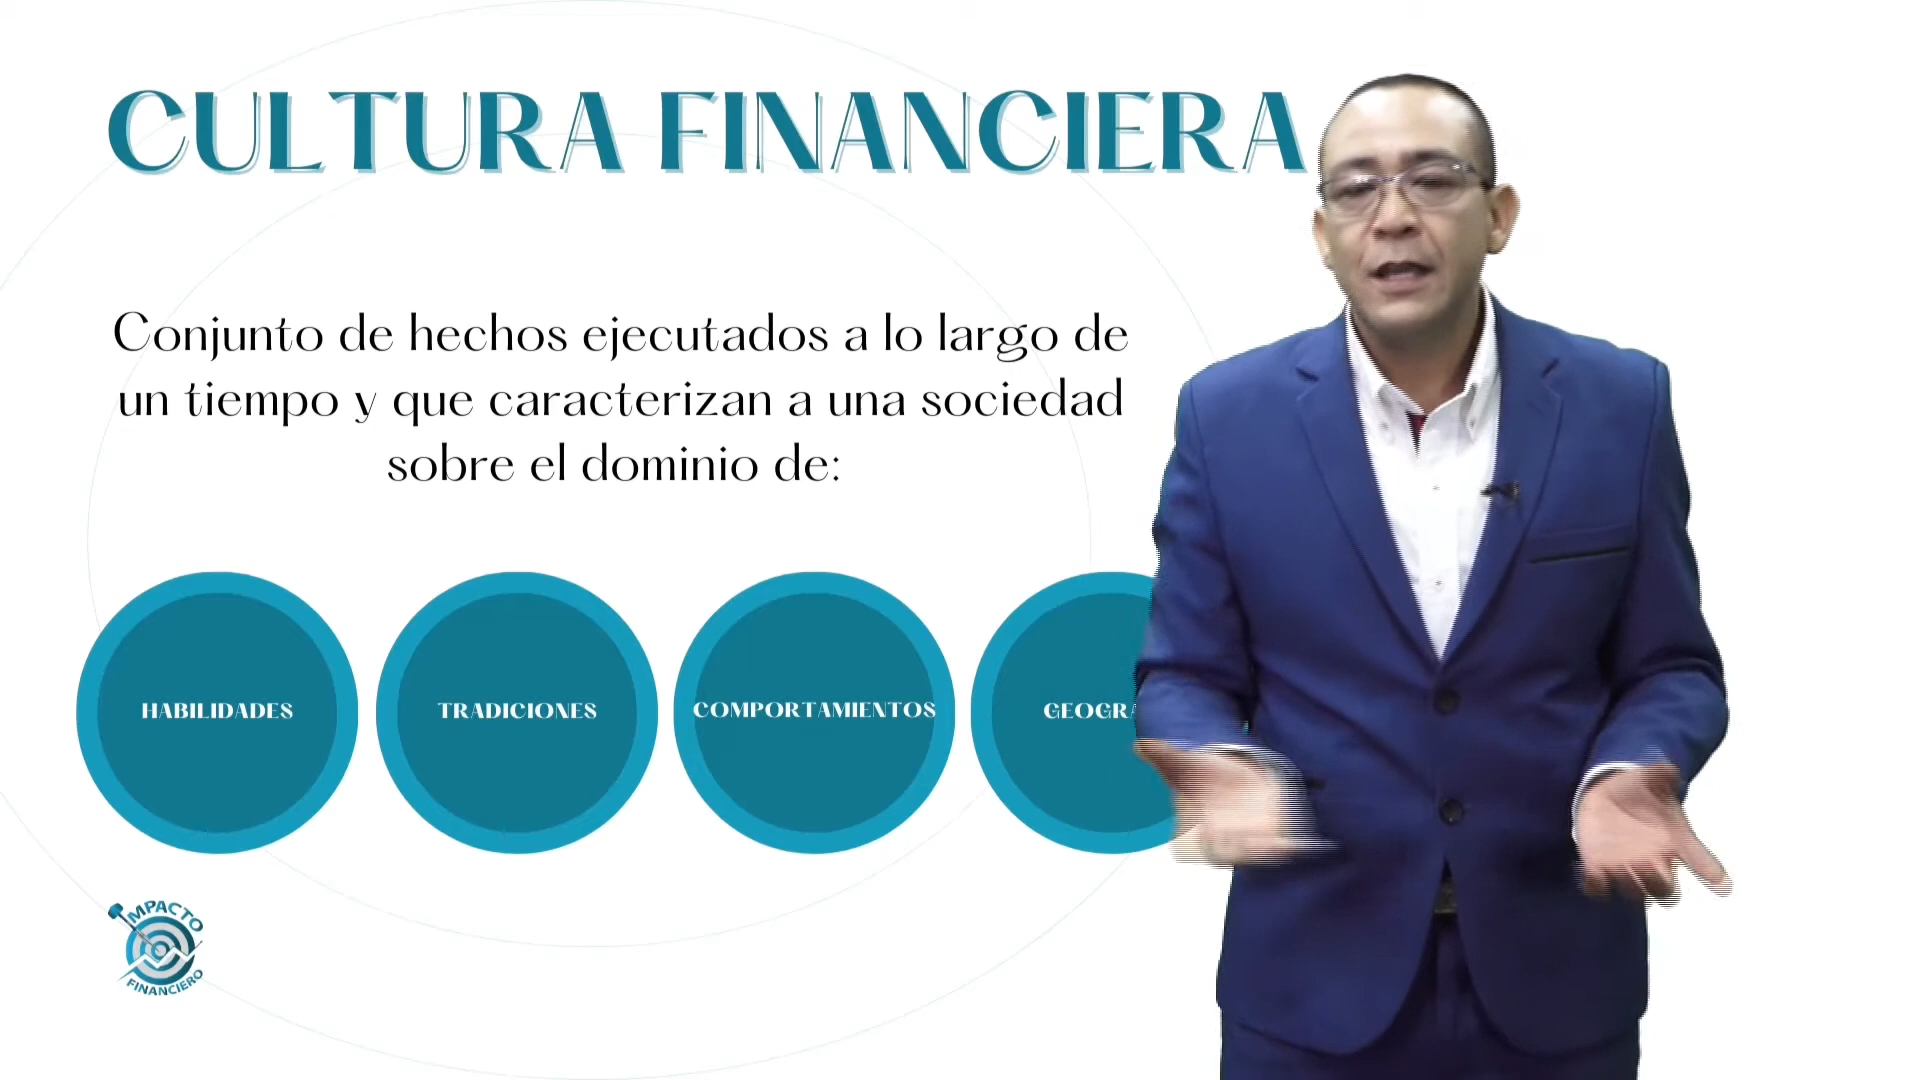 CULTURA FINANCIERA
Conjunto de hechos ejecutados a lo largo de
un tiempo y que caracterizan a una sociedad
sobre el dominio de:
HABILIDADES
TRADICIONES
COMPORTAMIENTOS
IMPACTO
FINANCIERO